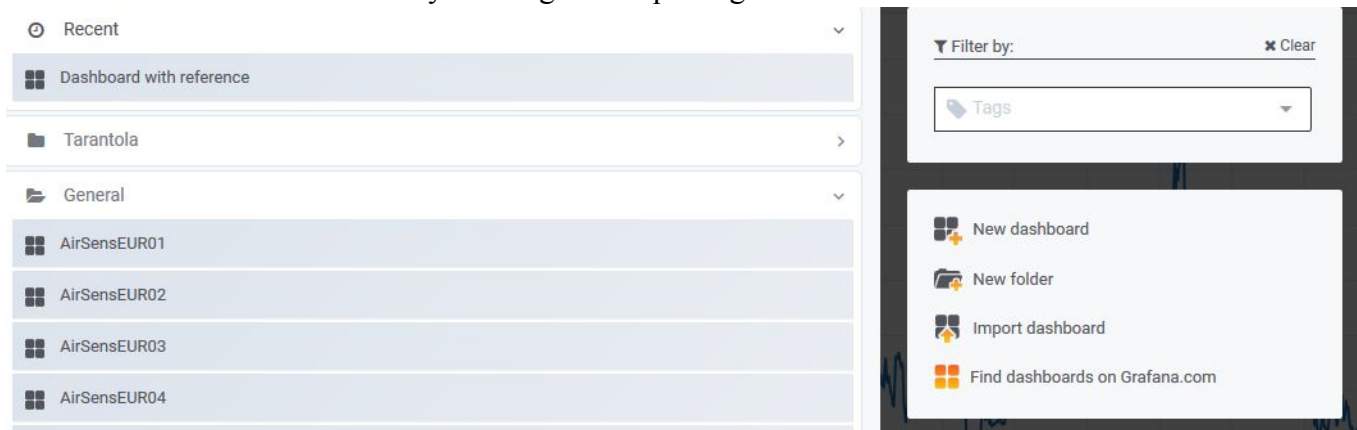 Recent
Dashboard with reference
Tarantola
General
AirSensEUR01
AirSensEUR02
AirSensEUR03
AirSensEUR04
Filter by:
Clear
Tags
New dashboard
New folder
Import dashboard
Find dashboards on Grafana.com